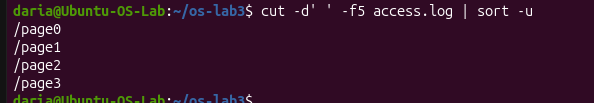 daria@Ubuntu-OS-Lab:~/os-lab3$ cut -d' ' -f5 access.log | sort -u
/page0
/page1
/page2
/page3
daria@Ubuntu-OS-Lab:~/os-lab3$